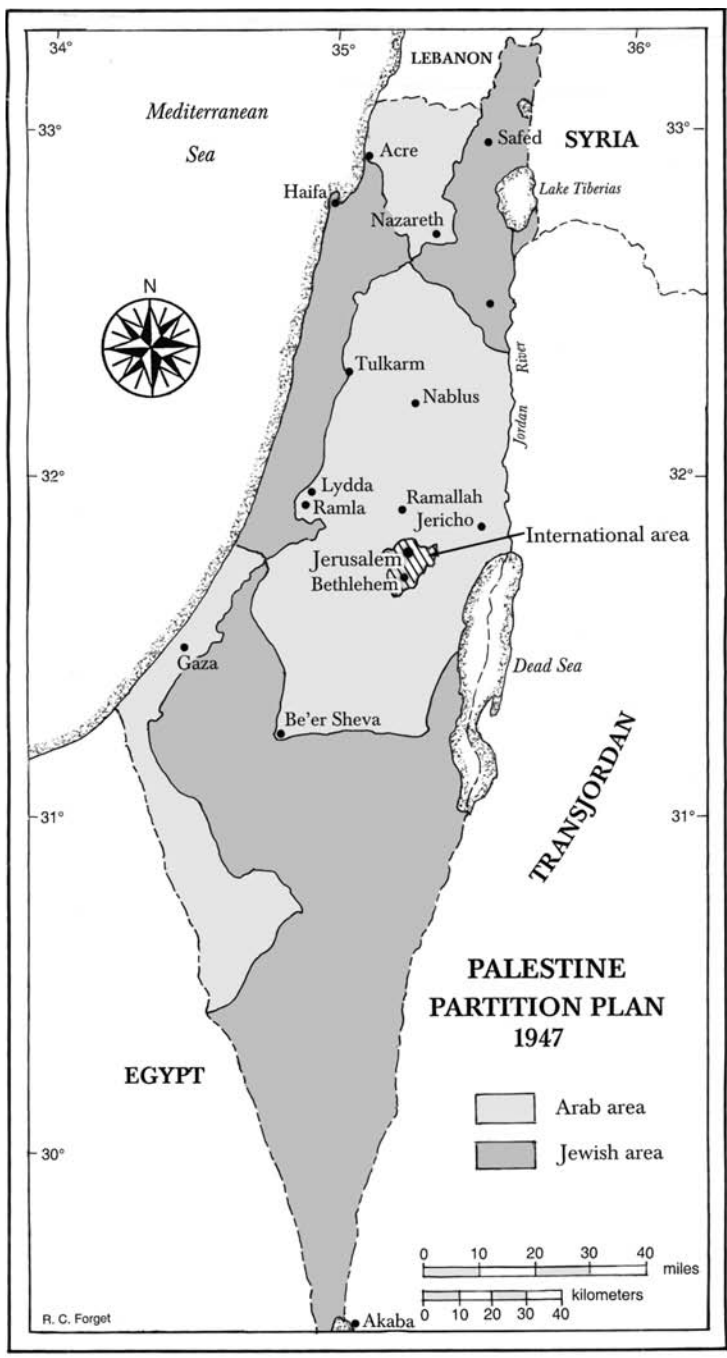 34°
35°
36°
LEBANON
Mediterranean
Sea
33°
33°
Safed
SYRIA
Acre
Haifa
Lake Tiberias
Nazareth
N
Tulkarm
Jordan River
Nablus
32°
32°
Lydda
Ramla
Ramallah
Jericho
International area
Jerusalem
Bethlehem
Gaza
Dead Sea
Be'er Sheva
31°
31°
TRANSJORDAN
PALESTINE
PARTITION PLAN
1947
EGYPT
Arab area
Jewish area
30°
30°
0 10 20 30 40
miles
kilometers
0 10 20 30 40
R. C. Forget
Akaba